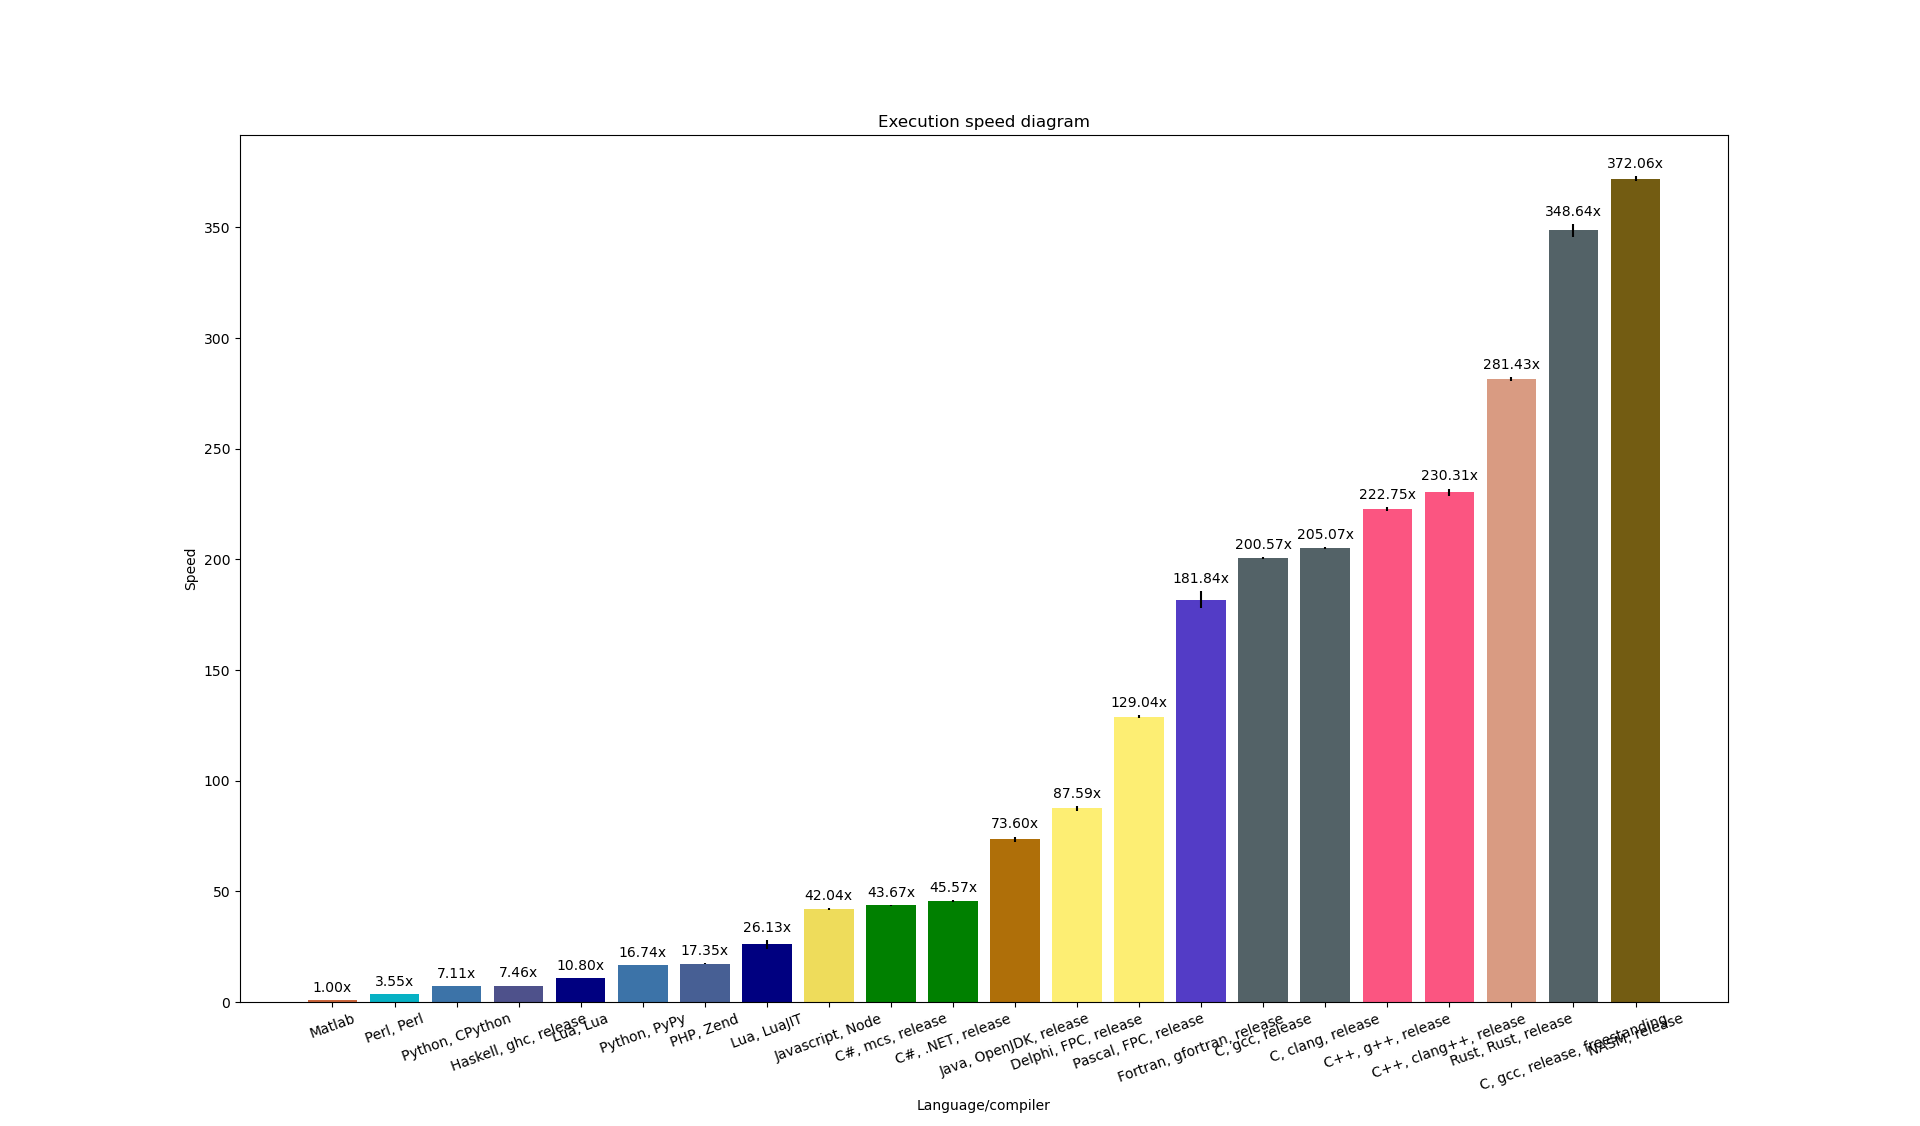 Execution speed diagram
372.06x
348.64x
281.43x
230.31x
222.75x
205.07x
200.57x
181.84x
129.04x
87.59x
73.60x
45.57x
43.67x
42.04x
26.13x
17.35x
16.74x
10.80x
7.46x
7.11x
3.55x
1.00x
350
300
250
200
150
100
50
0
Speed
Matlab
Perl, Perl
Python, CPython
Haskell, ghc, release
Lua, Lua
Python, PyPy
PHP, Zend
Lua, LuaJIT
Javascript, Node
C#, mcs, release
C#, .NET, release
Java, OpenJDK, release
Delphi, FPC, release
Pascal, FPC, release
Fortran, gfortran, release
C, gcc, release
C, clang, release
C++, g++, release
C++, clang++, release
Rust, Rust, release
C, gcc, release, freestanding
NASM, release
Language/compiler